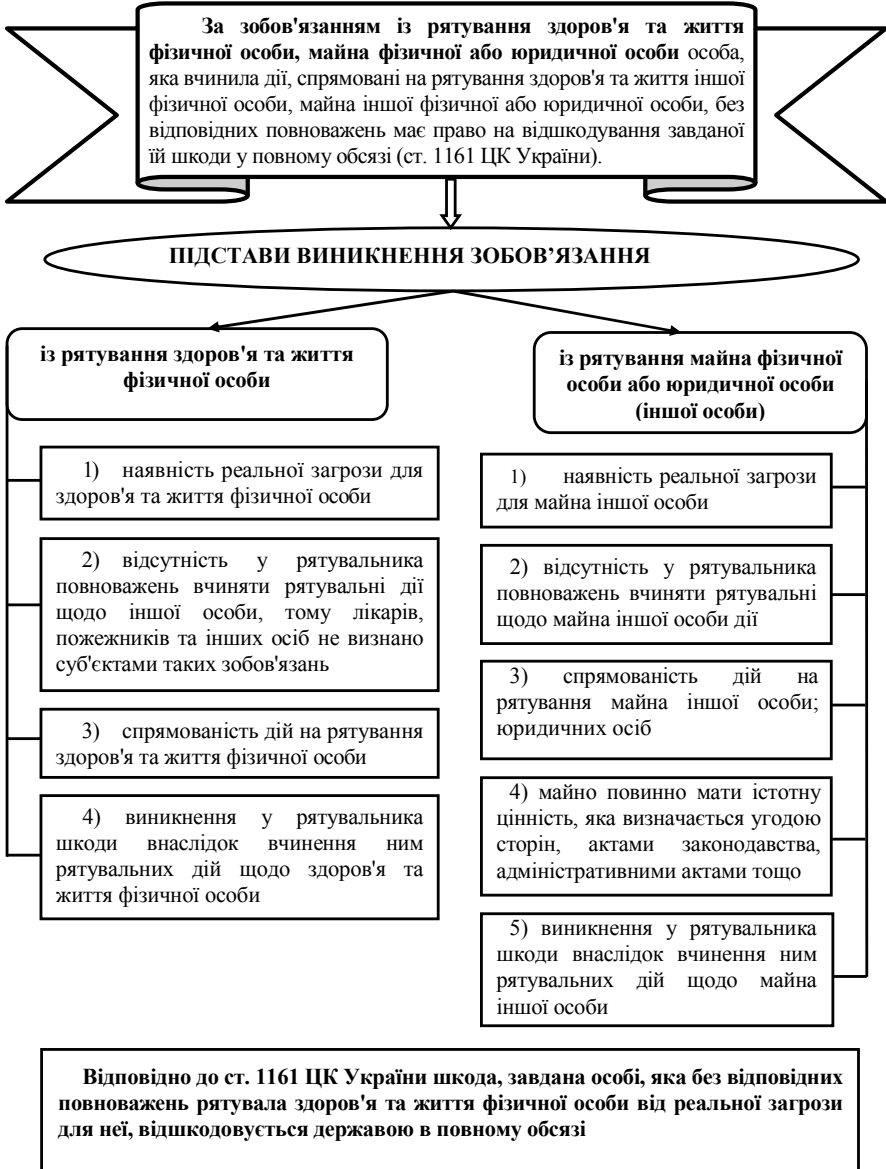 За зобов'язанням із рятування здоров'я та життя
фізичної особи, майна фізичної або юридичної особи особа,
яка вчинила дії, спрямовані на рятування здоров'я та життя іншої
фізичної особи, майна іншої фізичної або юридичної особи, без
відповідних повноважень має право на відшкодування завданої
їй шкоди у повному обсязі (ст. 1161 ЦК України).
ПІДСТАВИ ВИНИКНЕННЯ ЗОБОВ’ЯЗАННЯ
із рятування здоров'я та життя
фізичної особи
1) наявність реальної загрози для
здоров'я та життя фізичної особи
2) відсутність у рятувальника
повноважень вчиняти рятувальні дії
щодо іншої особи, тому лікарів,
пожежників та інших осіб не визнано
суб'єктами таких зобов'язань
3) спрямованість дій на рятування
здоров'я та життя фізичної особи
4) виникнення у рятувальника
шкоди внаслідок вчинення ним
рятувальних дій щодо здоров'я та
життя фізичної особи
із рятування майна фізичної
особи або юридичної особи
(іншої особи)
1) наявність реальної загрози
для майна іншої особи
2) відсутність у рятувальника
повноважень вчиняти рятувальні
щодо майна іншої особи дії
3) спрямованість дій на
рятування майна іншої особи;
юридичних осіб
4) майно повинно мати істотну
цінність, яка визначається угодою
сторін, актами законодавства,
адміністративними актами тощо
5) виникнення у рятувальника
шкоди внаслідок вчинення ним
рятувальних дій щодо майна
іншої особи
Відповідно до ст. 1161 ЦК України шкода, завдана особі, яка без відповідних
повноважень рятувала здоров'я та життя фізичної особи від реальної загрози
для неї, відшкодовується державою в повному обсязі